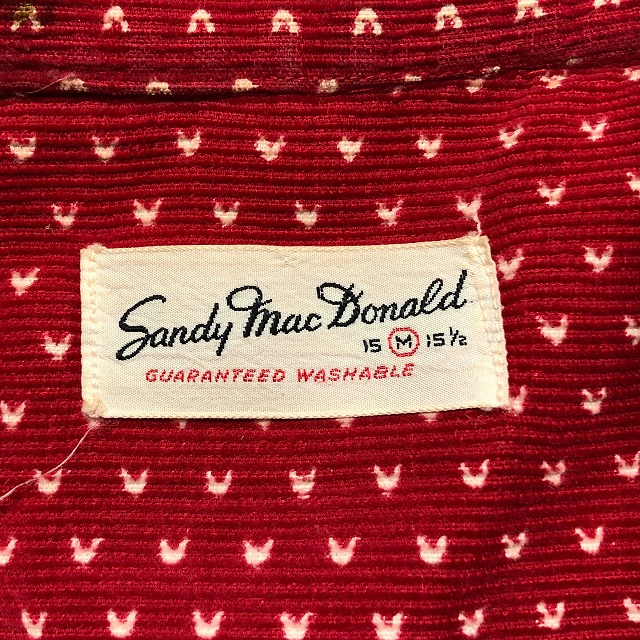 Sandy MacDonald
15 M 15½
GUARANTEED WASHABLE